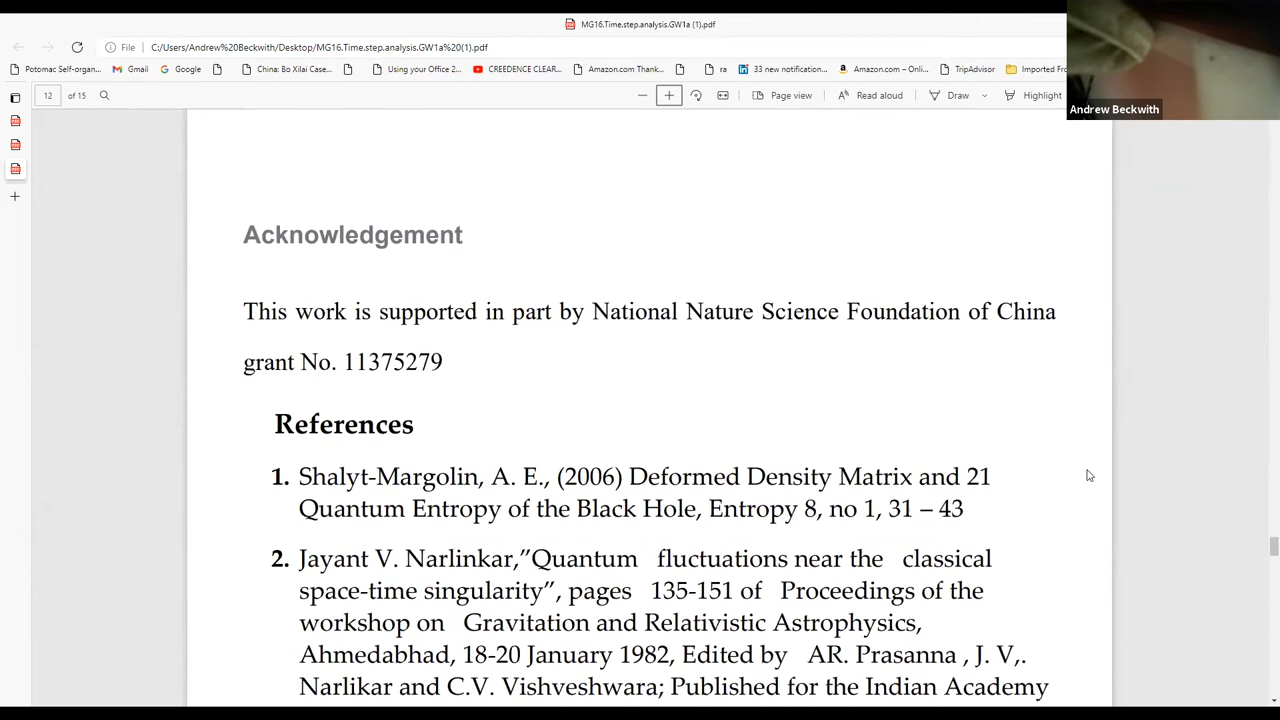 MG16.Time.step.analysis.GW1a (1).pdf
File C:/Users/Andrew%20Beckwith/Desktop/MG16.Time.step.analysis.GW1a%20(1).pdf
Potomac Self-organ... Gmail Google China: Bo Xilai Case... Using your Office 2... CREEDENCE CLEAR... Amazon.com Thank... ra 33 new notification... Amazon.com – Onli... TripAdvisor Imported Fro
12 of 15 Page view Read aloud Draw Highlight
Andrew Beckwith
Acknowledgement
This work is supported in part by National Nature Science Foundation of China
grant No. 11375279
References
1. Shalyt-Margolin, A. E., (2006) Deformed Density Matrix and 21
Quantum Entropy of the Black Hole, Entropy 8, no 1, 31 – 43
2. Jayant V. Narlinkar,”Quantum fluctuations near the classical
space-time singularity”, pages 135-151 of Proceedings of the
workshop on Gravitation and Relativistic Astrophysics,
Ahmedabhad, 18-20 January 1982, Edited by AR. Prasanna , J. V,.
Narlikar and C.V. Vishveshwara; Published for the Indian Academy